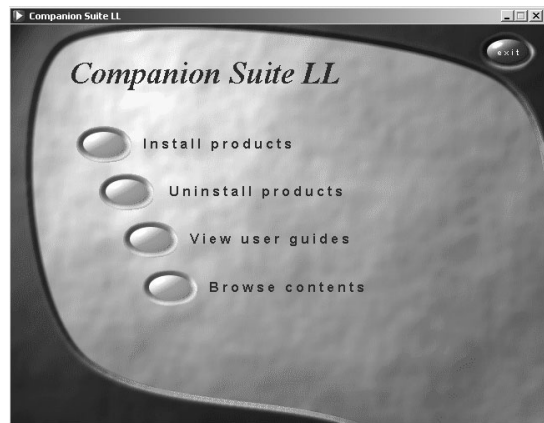 Companion Suite LL
exit
Companion Suite LL
Install products
Uninstall products
View user guides
Browse contents